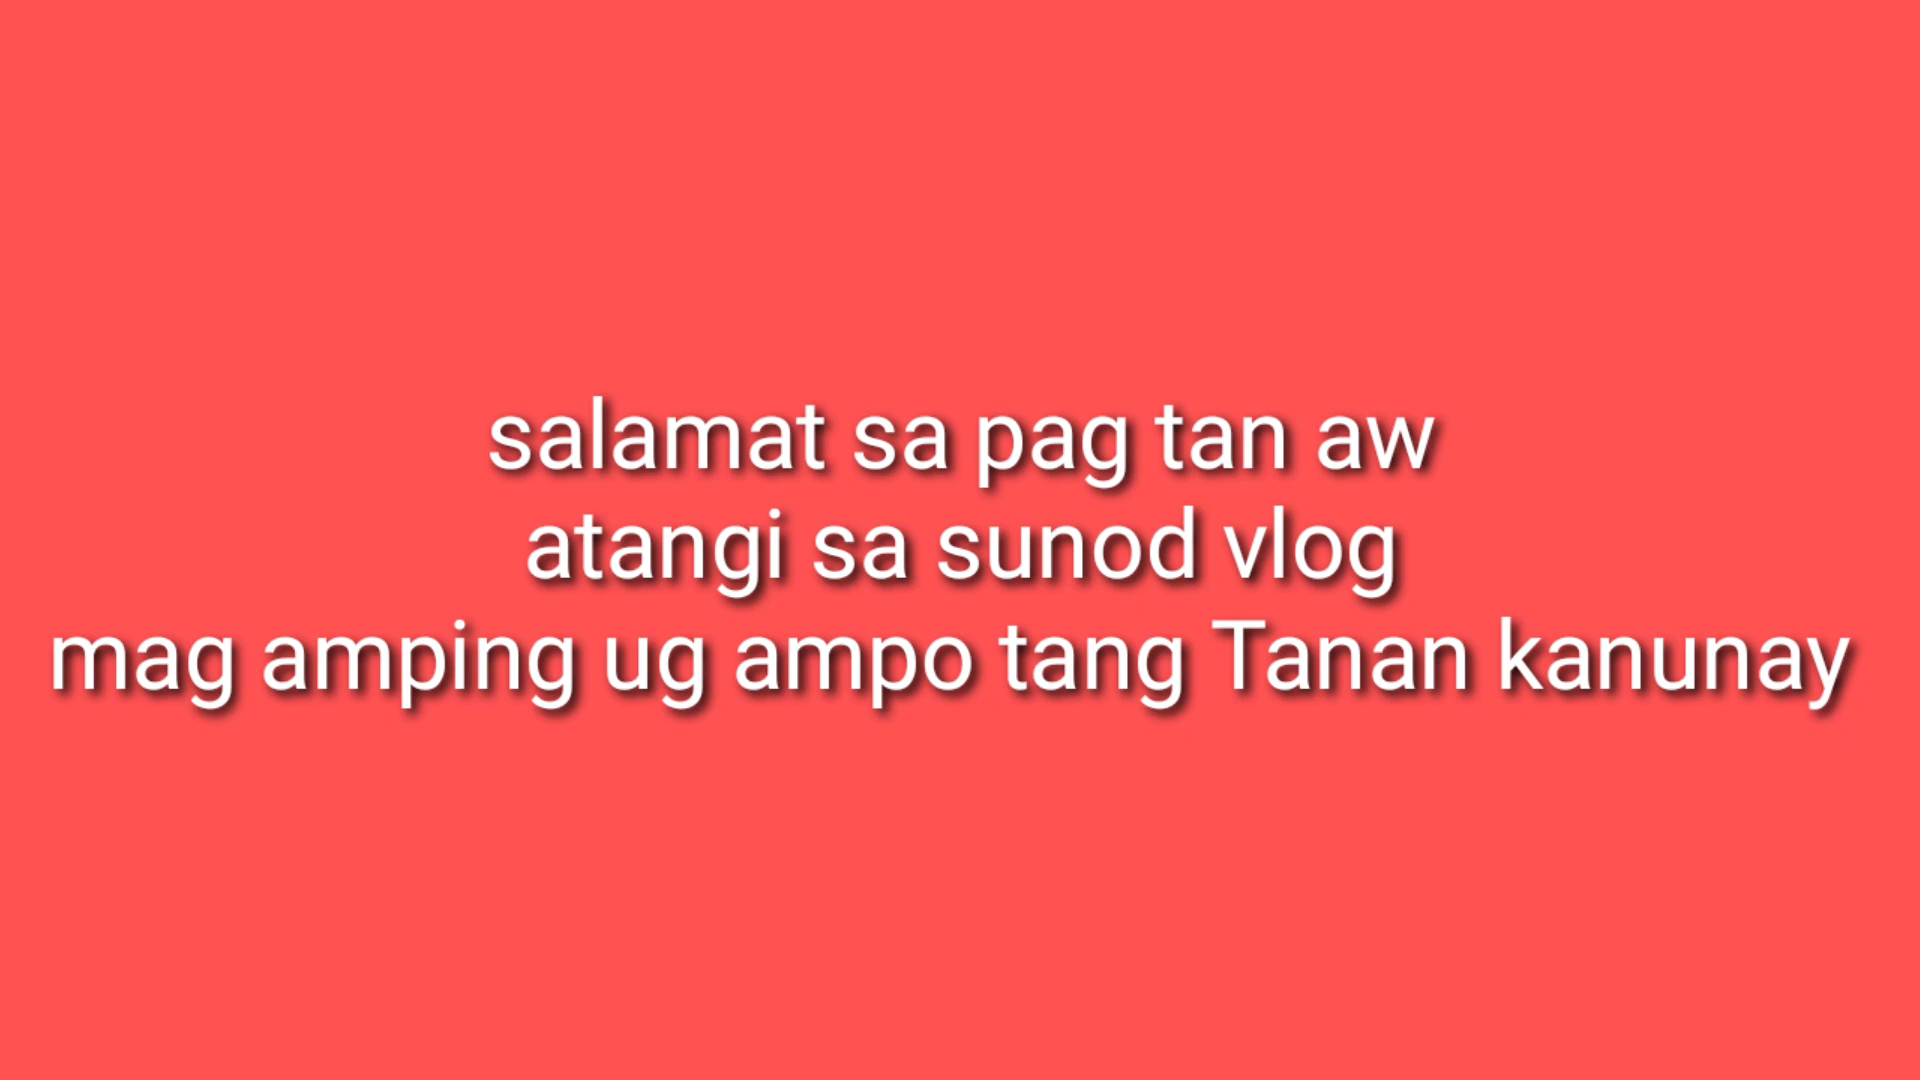 salamat sa pag tan aw
atangi sa sunod vlog
mag amping ug ampo tang Tanan kanunay